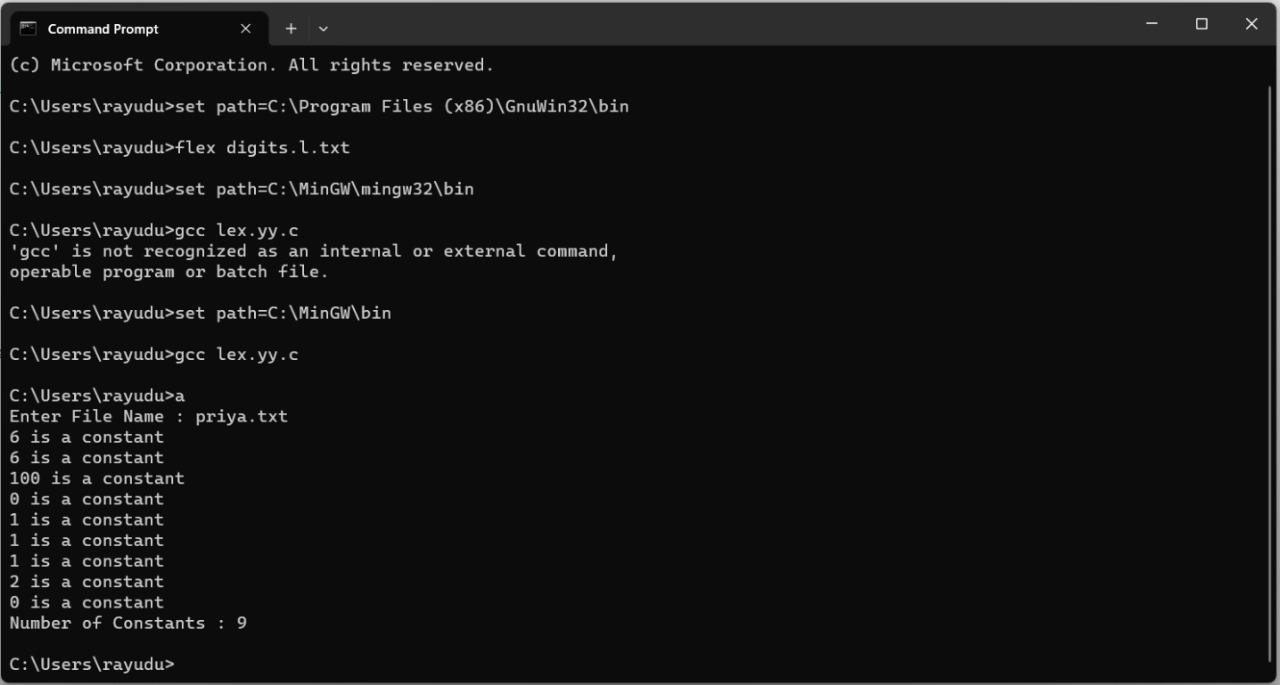 Command Prompt
(c) Microsoft Corporation. All rights reserved.
C:\Users\rayudu>set path=C:\Program Files (x86)\GnuWin32\bin
C:\Users\rayudu>flex digits.l.txt
C:\Users\rayudu>set path=C:\MinGW\mingw32\bin
C:\Users\rayudu>gcc lex.yy.c
'gcc' is not recognized as an internal or external command,
operable program or batch file.
C:\Users\rayudu>set path=C:\MinGW\bin
C:\Users\rayudu>gcc lex.yy.c
C:\Users\rayudu>a
Enter File Name : priya.txt
6 is a constant
6 is a constant
100 is a constant
0 is a constant
1 is a constant
1 is a constant
1 is a constant
2 is a constant
0 is a constant
Number of Constants : 9
C:\Users\rayudu>